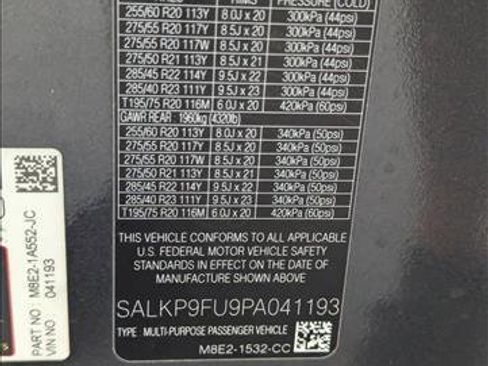 RIMS PRESSURE (COLD)
255/60 R20 113Y 8.0J x 20 300kPa (44psi)
275/55 R20 117Y 8.5J x 20 300kPa (44psi)
275/55 R20 117W 8.5J x 20 300kPa (44psi)
275/50 R21 113Y 8.5J x 21 300kPa (44psi)
285/45 R22 114Y 9.5J x 22 300kPa (44psi)
285/40 R23 111Y 9.5J x 23 300kPa (44psi)
T195/75 R20 116M 6.0J x 20 420kPa (60psi)
GAWR REAR 1960kg (4320lb)
255/60 R20 113Y 8.0J x 20 340kPa (50psi)
275/55 R20 117Y 8.5J x 20 340kPa (50psi)
275/55 R20 117W 8.5J x 20 340kPa (50psi)
275/50 R21 113Y 8.5J x 21 340kPa (50psi)
285/45 R22 114Y 9.5J x 22 340kPa (50psi)
285/40 R23 111Y 9.5J x 23 340kPa (50psi)
T195/75 R20 116M 6.0J x 20 420kPa (60psi)
THIS VEHICLE CONFORMS TO ALL APPLICABLE
U.S. FEDERAL MOTOR VEHICLE SAFETY
STANDARDS IN EFFECT ON THE DATE OF
MANUFACTURE SHOWN ABOVE.
SALKP9FU9PA041193
TYPE MULTI-PURPOSE PASSENGER VEHICLE
M8E2-1532-CC
PART NO : M8E2-1A552-JC
VIN NO 041193